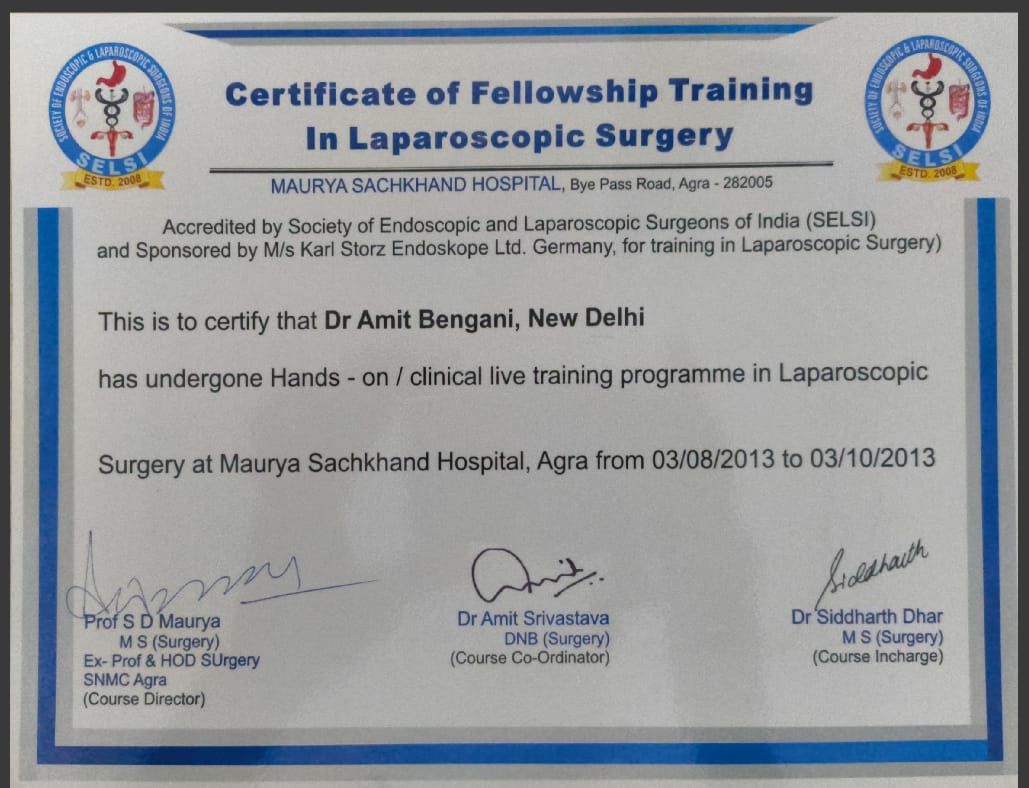 SOCIETY OF ENDOSCOPIC & LAPAROSCOPIC SURGEONS OF INDIA
SELSI
ESTD. 2008
SOCIETY OF ENDOSCOPIC & LAPAROSCOPIC SURGEONS OF INDIA
SELSI
ESTD. 2008
Certificate of Fellowship Training
In Laparoscopic Surgery
MAURYA SACHKHAND HOSPITAL, Bye Pass Road, Agra - 282005
Accredited by Society of Endoscopic and Laparoscopic Surgeons of India (SELSI)
and Sponsored by M/s Karl Storz Endoskope Ltd. Germany, for training in Laparoscopic Surgery)
This is to certify that Dr Amit Bengani, New Delhi
has undergone Hands - on / clinical live training programme in Laparoscopic
Surgery at Maurya Sachkhand Hospital, Agra from 03/08/2013 to 03/10/2013
Prof S D Maurya
M S (Surgery)
Ex- Prof & HOD SUrgery
SNMC Agra
(Course Director)
Amit
Dr Amit Srivastava
DNB (Surgery)
(Course Co-Ordinator)
Siddharth
Dr Siddharth Dhar
M S (Surgery)
(Course Incharge)